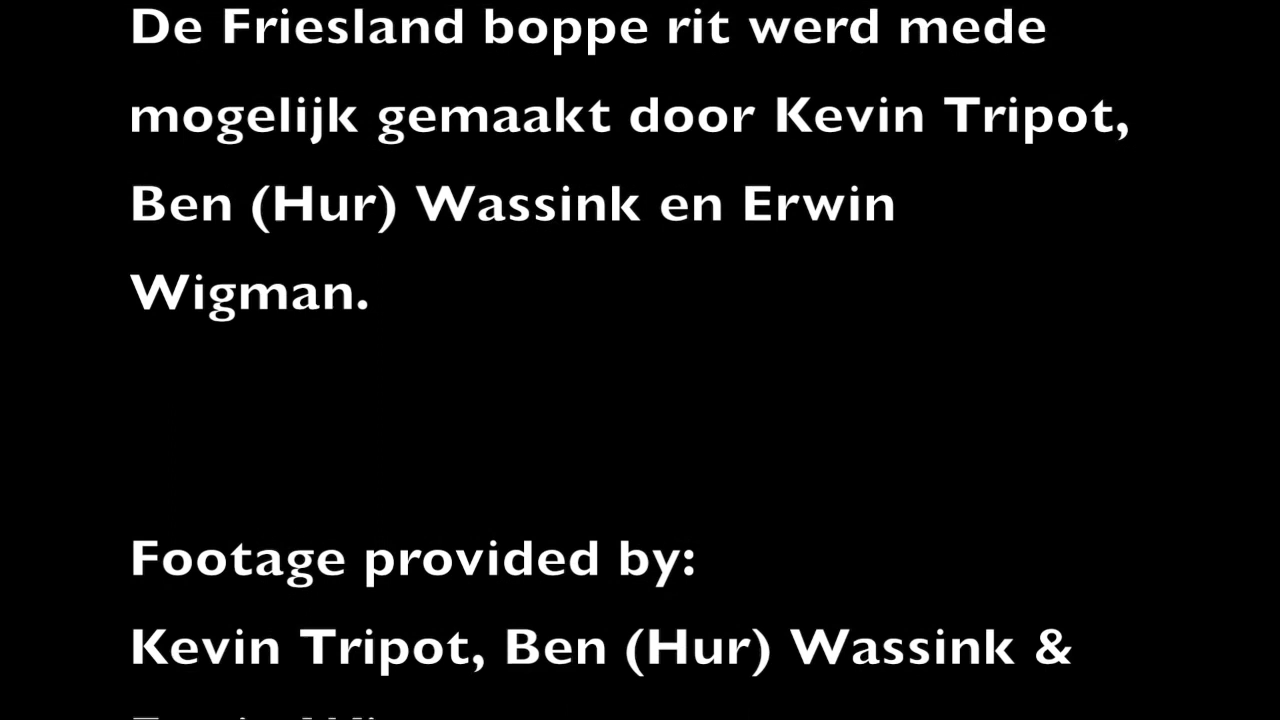 De Friesland boppe rit werd mede
mogelijk gemaakt door Kevin Tripot,
Ben (Hur) Wassink en Erwin
Wigman.
Footage provided by:
Kevin Tripot, Ben (Hur) Wassink &